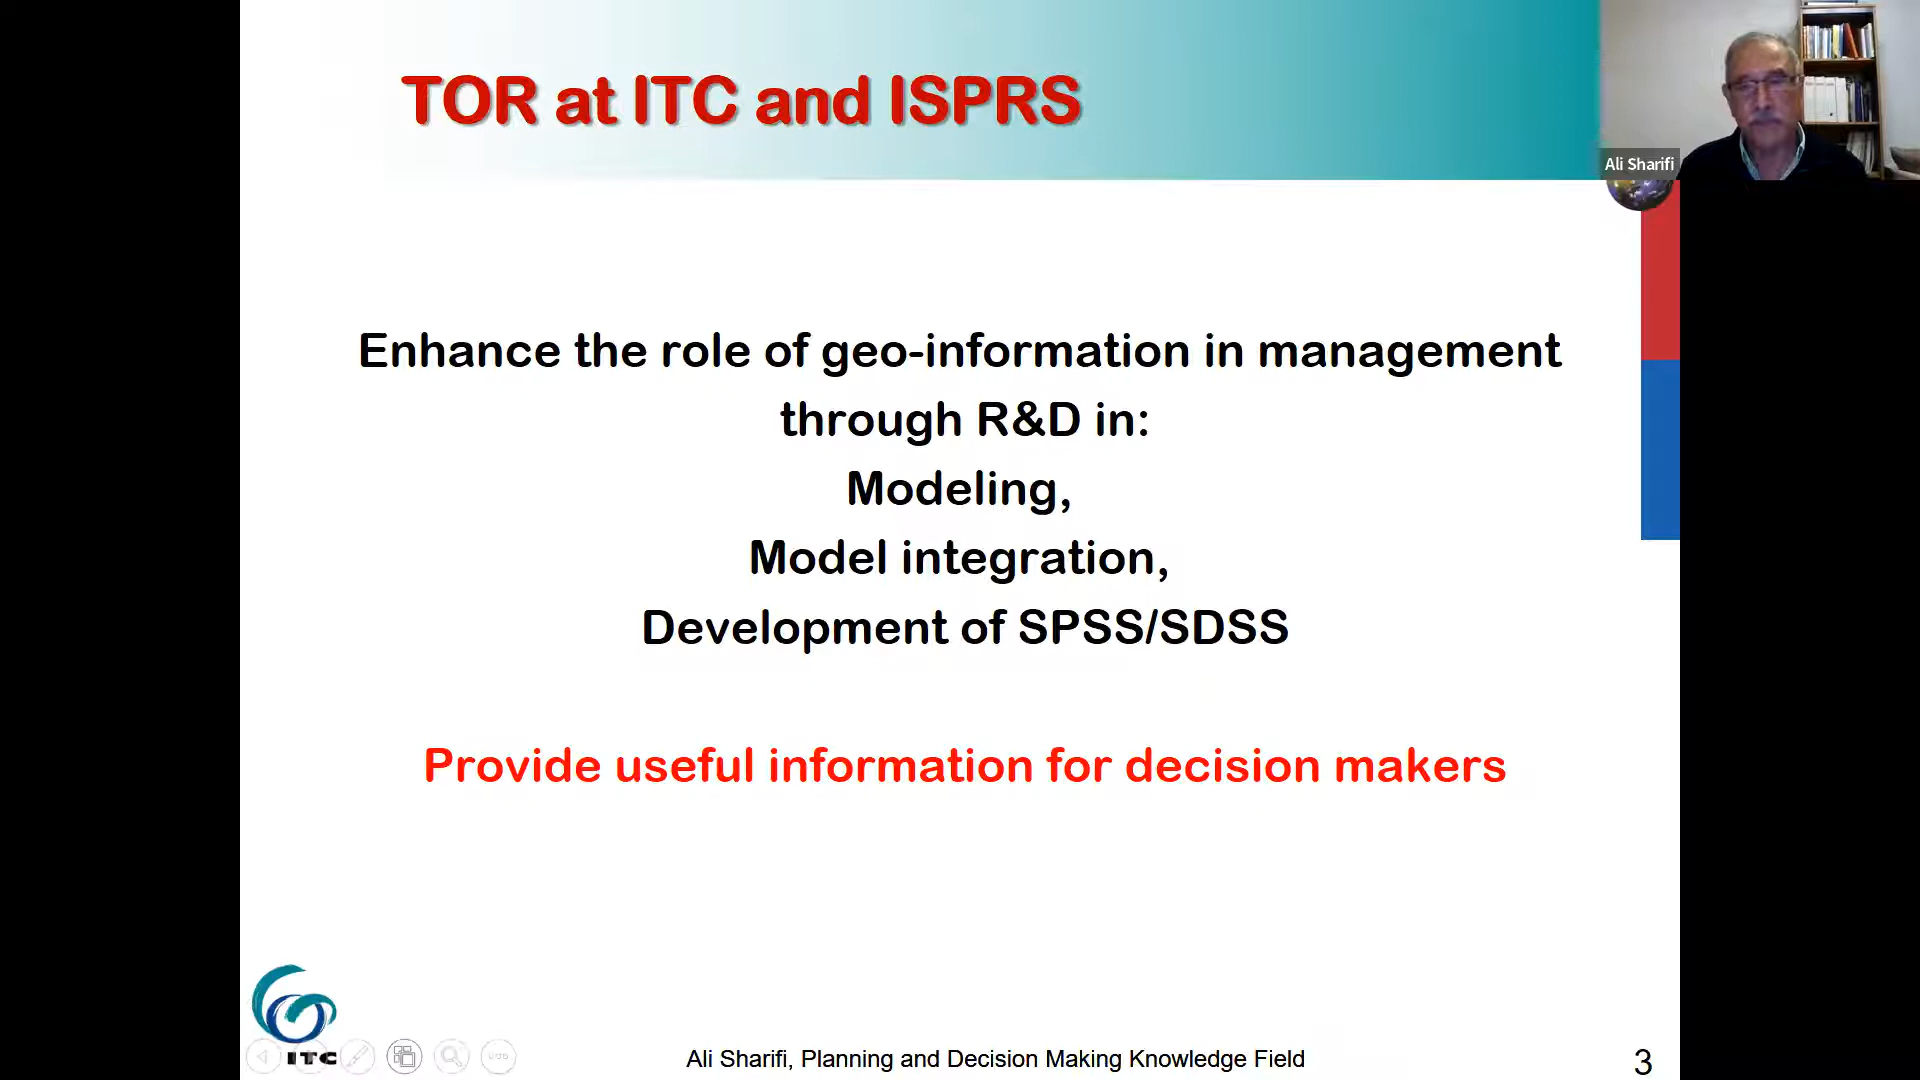 TOR at ITC and ISPRS
Ali Sharifi
Enhance the role of geo-information in management
through R&D in:
Modeling,
Model integration,
Development of SPSS/SDSS
Provide useful information for decision makers
ITC
Ali Sharifi, Planning and Decision Making Knowledge Field
3